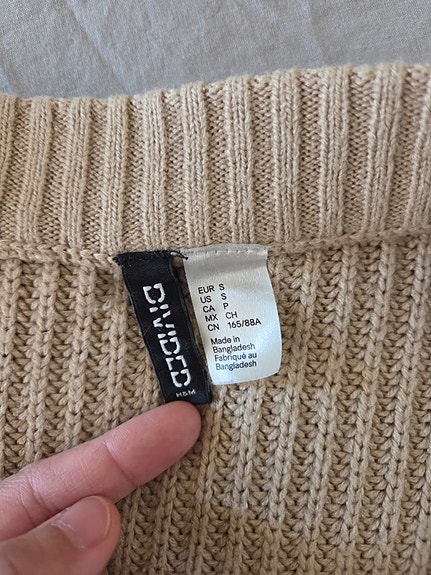 DIVIDED
H&M
EUR S
US S
CA P
MX CH
CN 165/88A
Made in
Bangladesh
Fabriqué au
Bangladesh